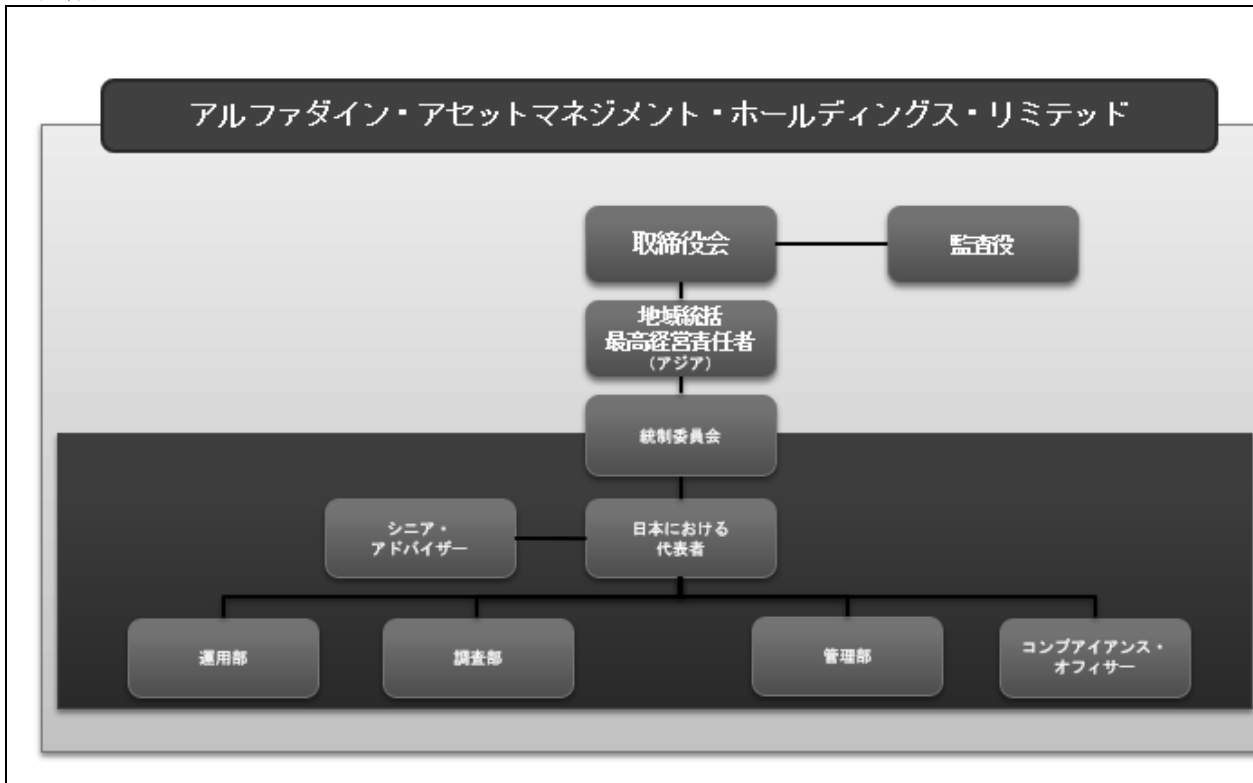 アルファダイン・アセットマネジメント・ホールディングス・リミテッド
取締役会
監査役
地域統括
最高経営責任者
(アジア)
統制委員会
シニア・
アドバイザー
日本における
代表者
運用部
調査部
管理部
コンプアイアンス・
オフィサー